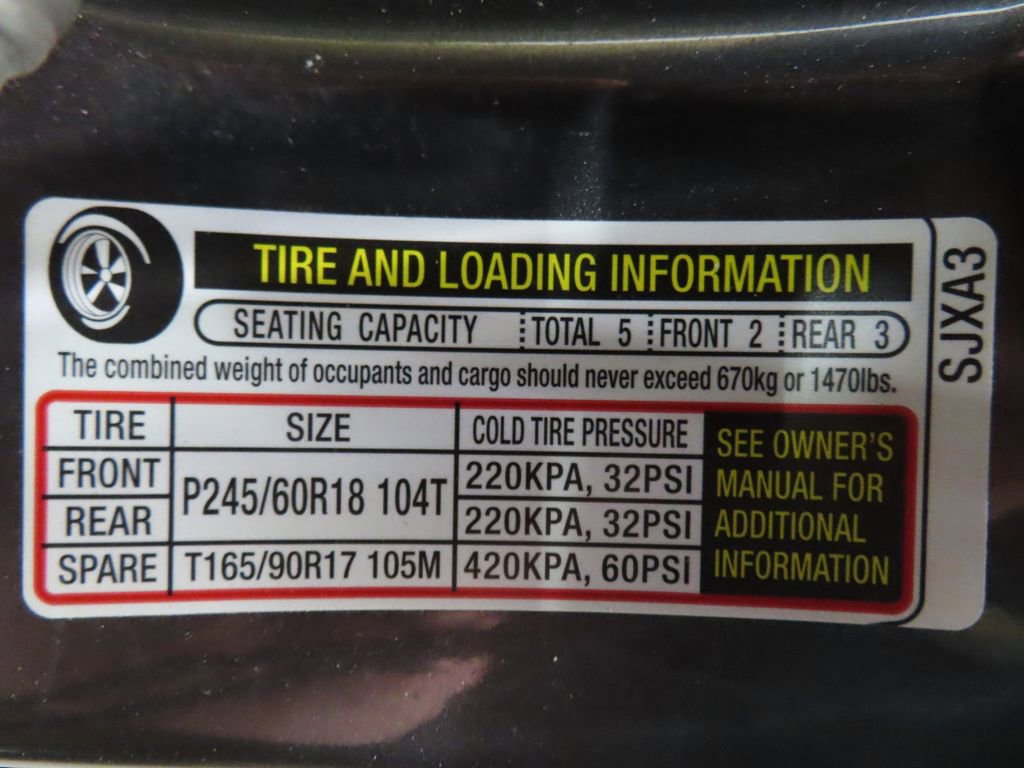 TIRE AND LOADING INFORMATION
SEATING CAPACITY TOTAL 5 FRONT 2 REAR 3
The combined weight of occupants and cargo should never exceed 670kg or 1470lbs.
TIRE SIZE COLD TIRE PRESSURE
FRONT P245/60R18 104T 220KPA, 32PSI
REAR 220KPA, 32PSI
SPARE T165/90R17 105M 420KPA, 60PSI
SEE OWNER'S
MANUAL FOR
ADDITIONAL
INFORMATION
SJXA3